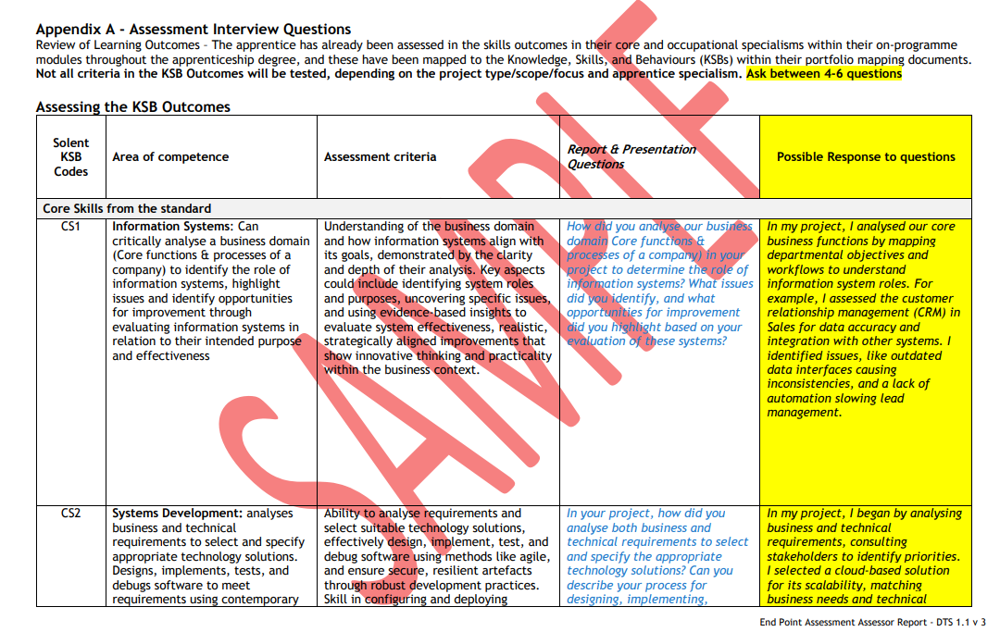 Appendix A - Assessment Interview Questions
Review of Learning Outcomes – The apprentice has already been assessed in the skills outcomes in their core and occupational specialisms within their on-programme
modules throughout the apprenticeship degree, and these have been mapped to the Knowledge, Skills, and Behaviours (KSBs) within their portfolio mapping documents.
Not all criteria in the KSB Outcomes will be tested, depending on the project type/scope/focus and apprentice specialism. Ask between 4-6 questions
Assessing the KSB Outcomes
Solent
KSB
Codes
Area of competence
Assessment criteria
Report & Presentation
Questions
Possible Response to questions
Core Skills from the standard
CS1
Information Systems: Can
critically analyse a business domain
(Core functions & processes of a
company) to identify the role of
information systems, highlight
issues and identify opportunities
for improvement through
evaluating information systems in
relation to their intended purpose
and effectiveness
Understanding of the business domain
and how information systems align with
its goals, demonstrated by the clarity
and depth of their analysis. Key aspects
could include identifying system roles
and purposes, uncovering specific issues,
and using evidence-based insights to
evaluate system effectiveness, realistic,
strategically aligned improvements that
show innovative thinking and practicality
within the business context.
How did you analyse our business
domain Core functions &
processes of a company) in your
project to determine the role of
information systems? What issues
did you identify, and what
opportunities for improvement
did you highlight based on your
evaluation of these systems?
In my project, I analysed our core
business functions by mapping
departmental objectives and
workflows to understand
information system roles. For
example, I assessed the customer
relationship management (CRM) in
Sales for data accuracy and
integration with other systems. I
identified issues, like outdated
data interfaces causing
inconsistencies, and a lack of
automation slowing lead
management.
CS2
Systems Development: analyses
business and technical
requirements to select and specify
appropriate technology solutions.
Designs, implements, tests, and
debugs software to meet
requirements using contemporary
Ability to analyse requirements and
select suitable technology solutions,
effectively design, implement, test, and
debug software using methods like agile,
and ensure secure, resilient artefacts
through robust development practices.
Skill in configuring and deploying
In your project, how did you
analyse both business and
technical requirements to select
and specify the appropriate
technology solutions? Can you
describe your process for
designing, implementing,
In my project, I began by analysing
business and technical
requirements, consulting
stakeholders to identify priorities.
I selected a cloud-based solution
for its scalability, matching
business needs and technical
SAMPLE
End Point Assessment Assessor Report - DTS 1.1 v 3